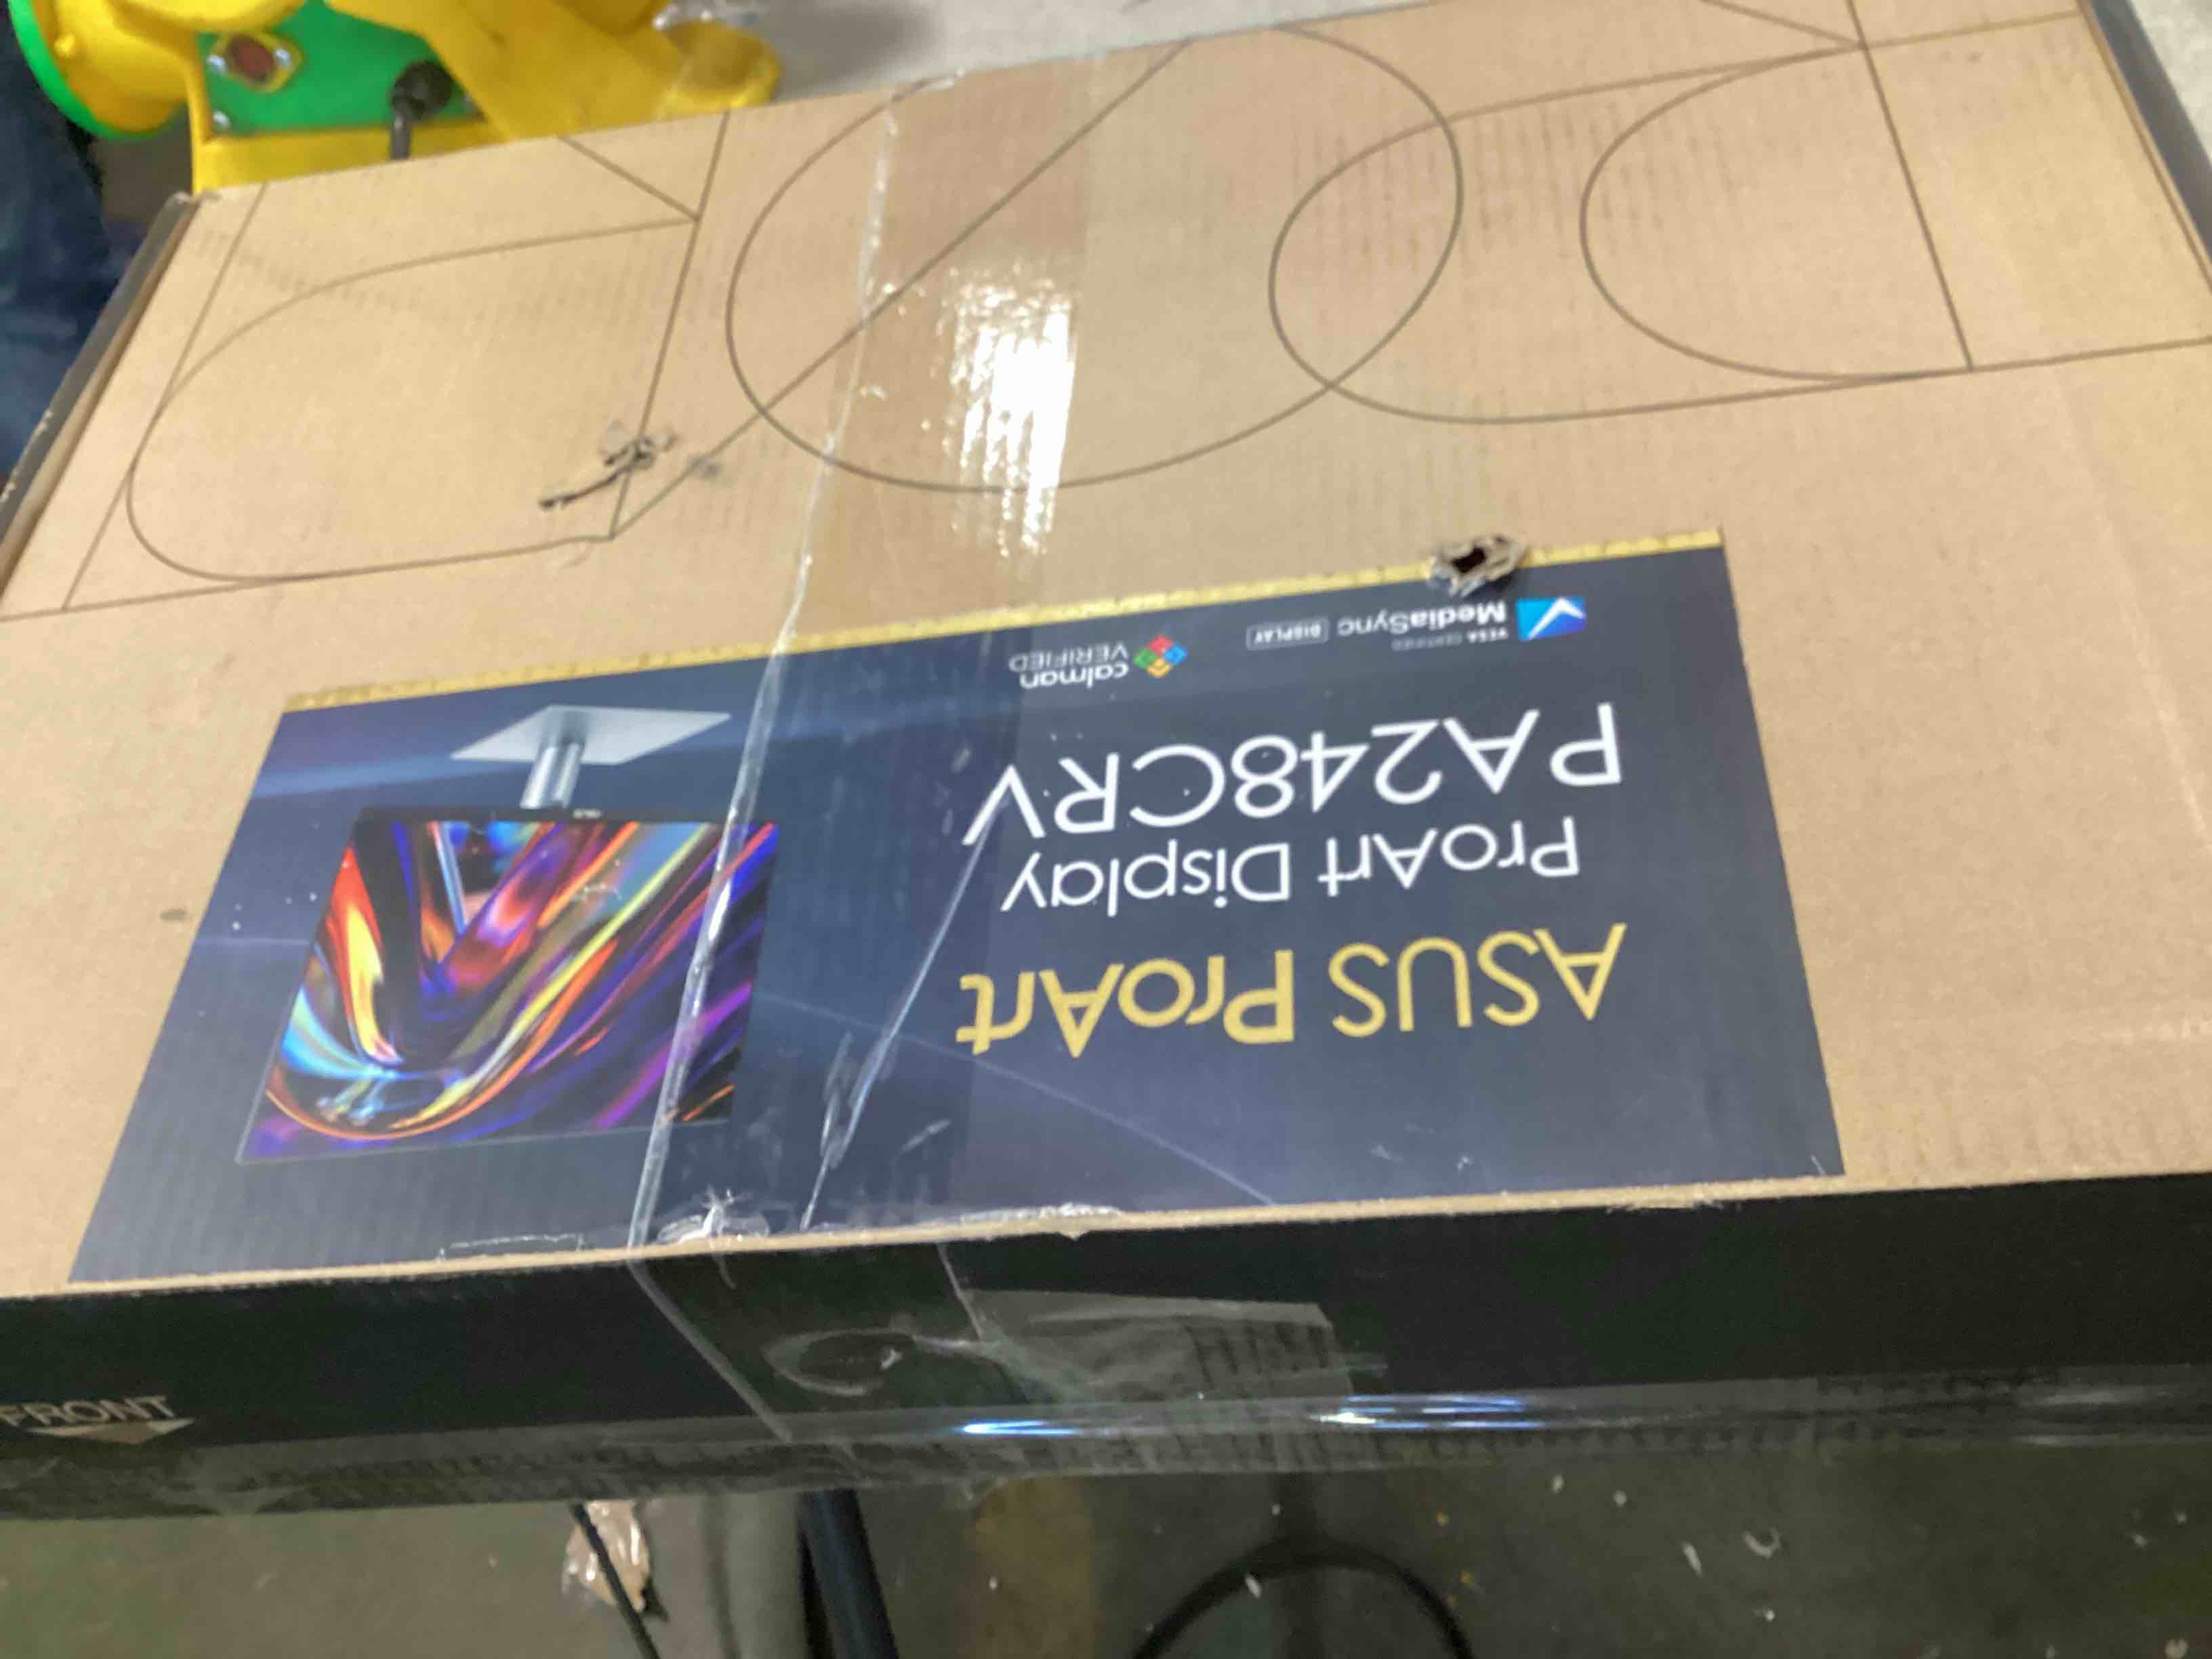 ASUS ProArt
ProArt Display
PA248CRV
calman
VERIFIED
VESA CERTIFIED
MediaSync DISPLAY
FRONT